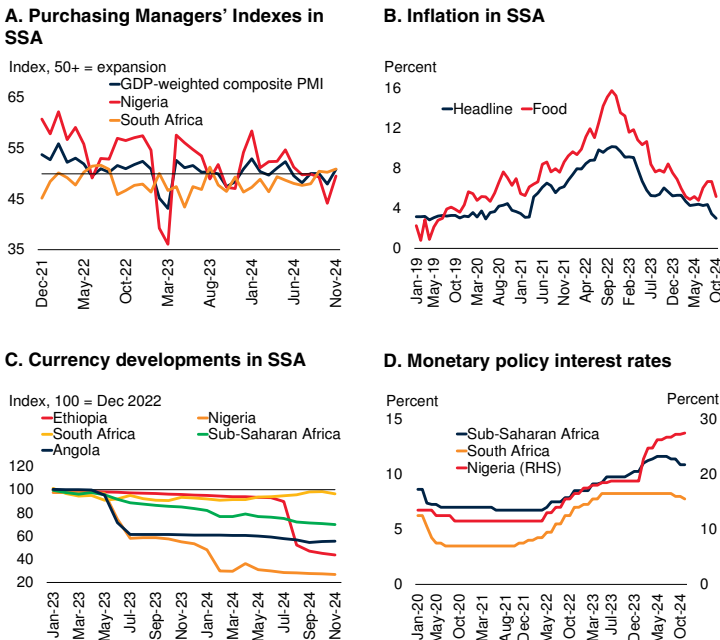 A. Purchasing Managers' Indexes in
SSA
Index, 50+ = expansion
GDP-weighted composite PMI
Nigeria
South Africa
65
55
45
35
Dec-21
May-22
Oct-22
Mar-23
Aug-23
Jan-24
Jun-24
Nov-24
B. Inflation in SSA
Percent
Headline
Food
16
12
8
4
0
Jan-19
May-19
Oct-19
Mar-20
Aug-20
Jan-21
Jun-21
Nov-21
Apr-22
Sep-22
Feb-23
Jul-23
Dec-23
May-24
Oct-24
C. Currency developments in SSA
Index, 100 = Dec 2022
Ethiopia
Nigeria
South Africa
Sub-Saharan Africa
Angola
120
100
80
60
40
20
Jan-23
Mar-23
May-23
Jul-23
Sep-23
Nov-23
Jan-24
Mar-24
May-24
Jul-24
Sep-24
Nov-24
D. Monetary policy interest rates
Percent
Percent
Sub-Saharan Africa
South Africa
Nigeria (RHS)
15
10
5
0
30
20
10
0
Jan-20
May-20
Oct-20
Mar-21
Aug-21
Dec-21
May-22
Oct-22
Mar-23
Jul-23
Dec-23
May-24
Oct-24